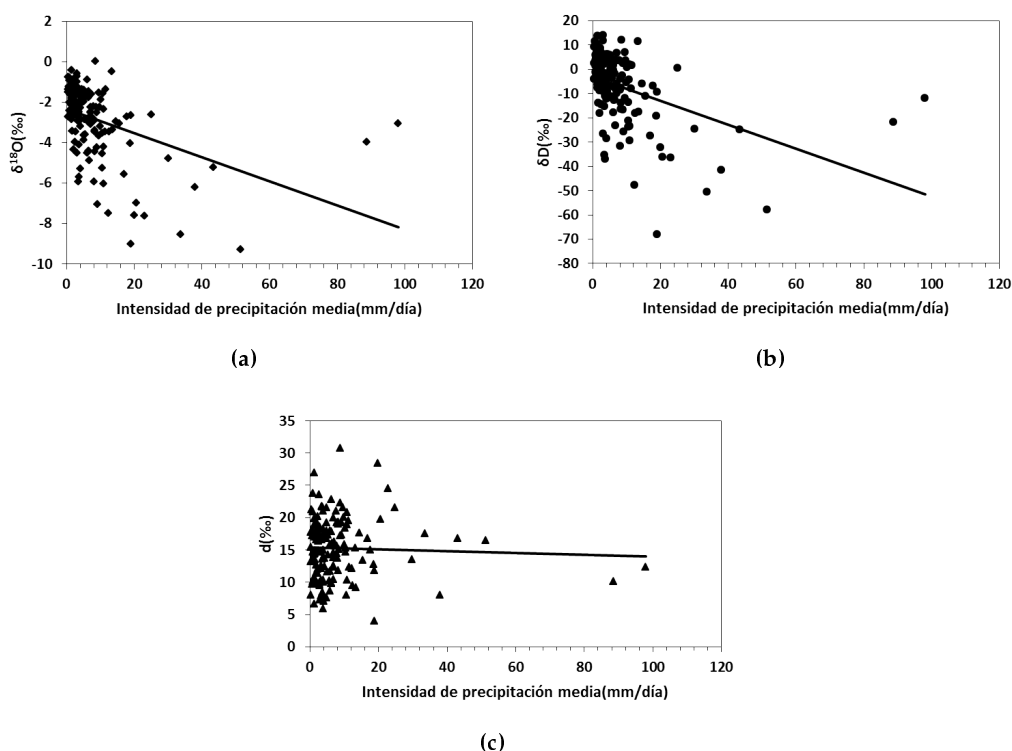 2
0
-2
-4
-6
-8
-10
δ¹⁸O(‰)
0 20 40 60 80 100 120
Intensidad de precipitación media(mm/día)
(a)
20
10
0
-10
-20
-30
-40
-50
-60
-70
-80
δD(‰)
0 20 40 60 80 100 120
Intensidad de precipitación media(mm/día)
(b)
35
30
25
20
15
10
5
0
d(‰)
0 20 40 60 80 100 120
Intensidad de precipitación media(mm/día)
(c)